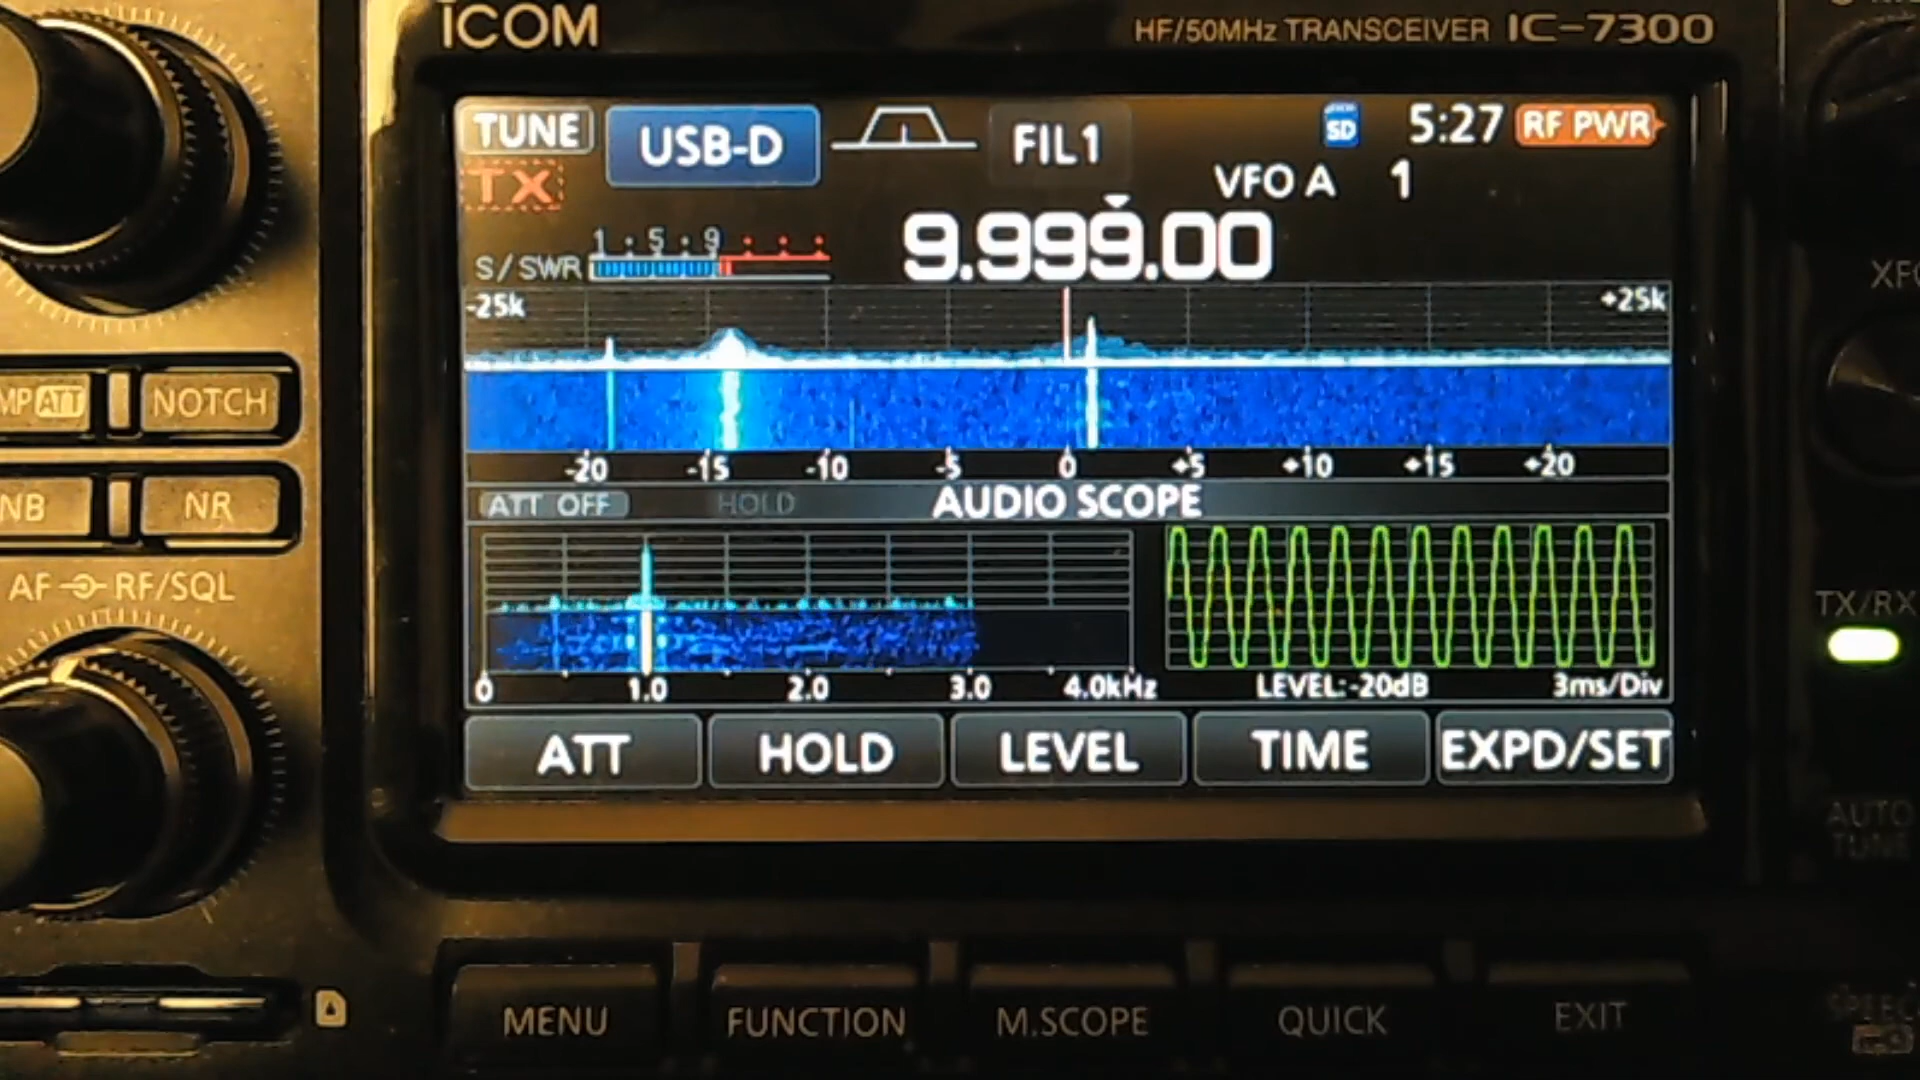 ICOM
HF/50MHz TRANSCEIVER IC-7300
TUNE USB-D FIL1 SD 5:27 RF PWR
TX
VFO A 1
9.999.00
1 5 9
S/SWR
-25k +25k
-20 -15 -10 -5 0 +5 +10 +15 +20
ATT OFF HOLD AUDIO SCOPE
0 1.0 2.0 3.0 4.0kHz
LEVEL:-20dB 3ms/Div
ATT HOLD LEVEL TIME EXPD/SET
ATT NOTCH
NB NR
AF RF/SQL
TX/RX
AUTO
TUNE
MENU FUNCTION M.SCOPE QUICK EXIT